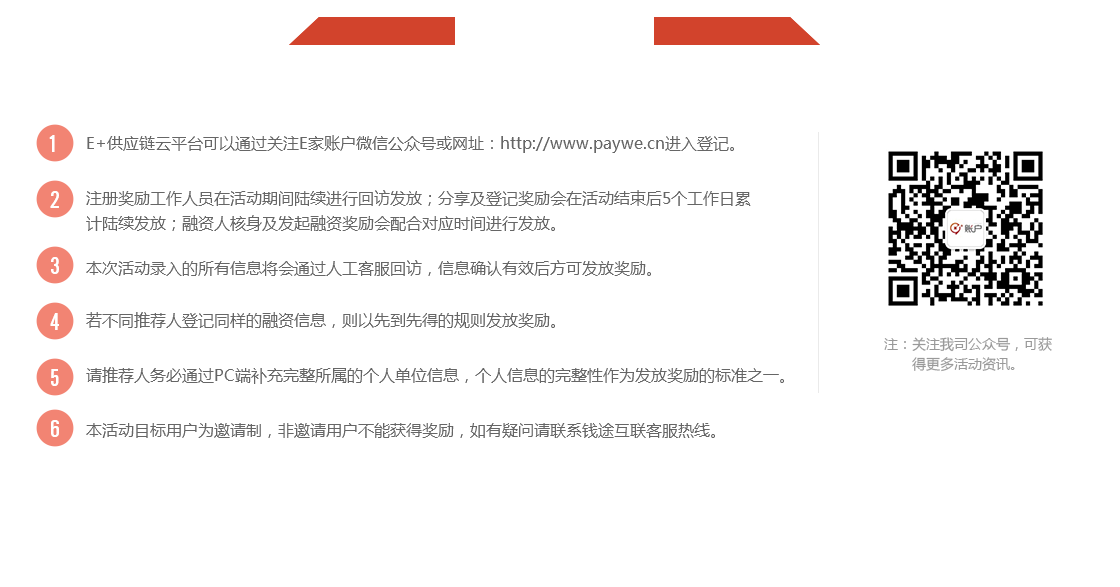 1 E+供应链云平台可以通过关注E家账户微信公众号或网址：http://www.paywe.cn进入登记。
2 注册奖励工作人员在活动期间陆续进行回访发放；分享及登记奖励会在活动结束后5个工作日累
计陆续发放；融资人核身及发起融资奖励会配合对应时间进行发放。
3 本次活动录入的所有信息将会通过人工客服回访，信息确认有效后方可发放奖励。
4 若不同推荐人登记同样的融资信息，则以先到先得的规则发放奖励。
5 请推荐人务必通过PC端补充完整所属的个人单位信息，个人信息的完整性作为发放奖励的标准之一。
6 本活动目标用户为邀请制，非邀请用户不能获得奖励，如有疑问请联系钱途互联客服热线。
账户
注：关注我司公众号，可获
得更多活动资讯。